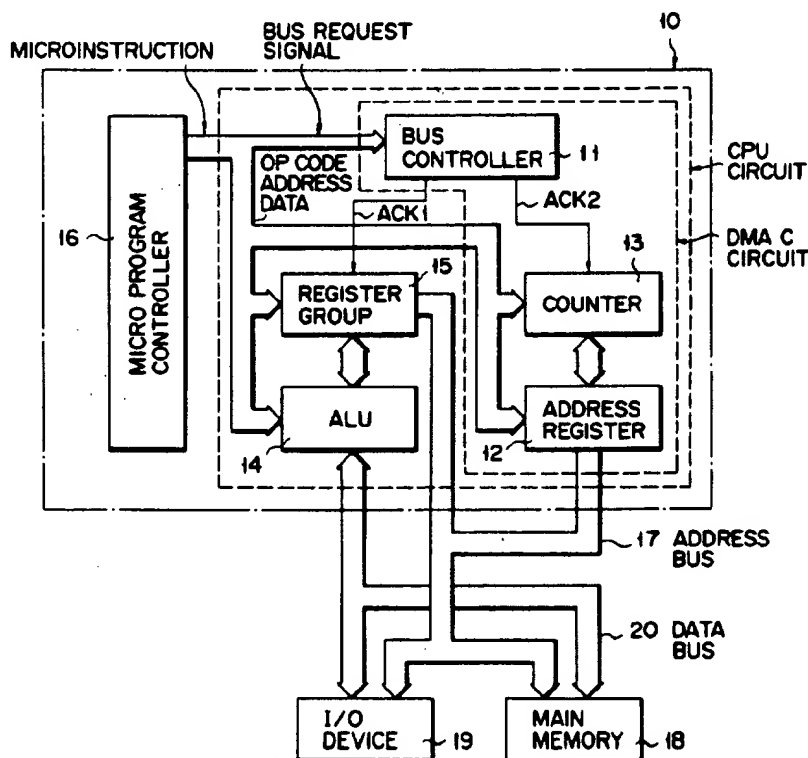 MICROINSTRUCTION
BUS REQUEST
SIGNAL
10
BUS
CONTROLLER
11
CPU
CIRCUIT
OP CODE
ADDRESS
DATA
ACK1
ACK2
DMA C
CIRCUIT
16
MICRO PROGRAM
CONTROLLER
15
REGISTER
GROUP
13
COUNTER
ALU
14
ADDRESS
REGISTER
12
17 ADDRESS
BUS
20 DATA
BUS
I/O
DEVICE
19
MAIN
MEMORY
18